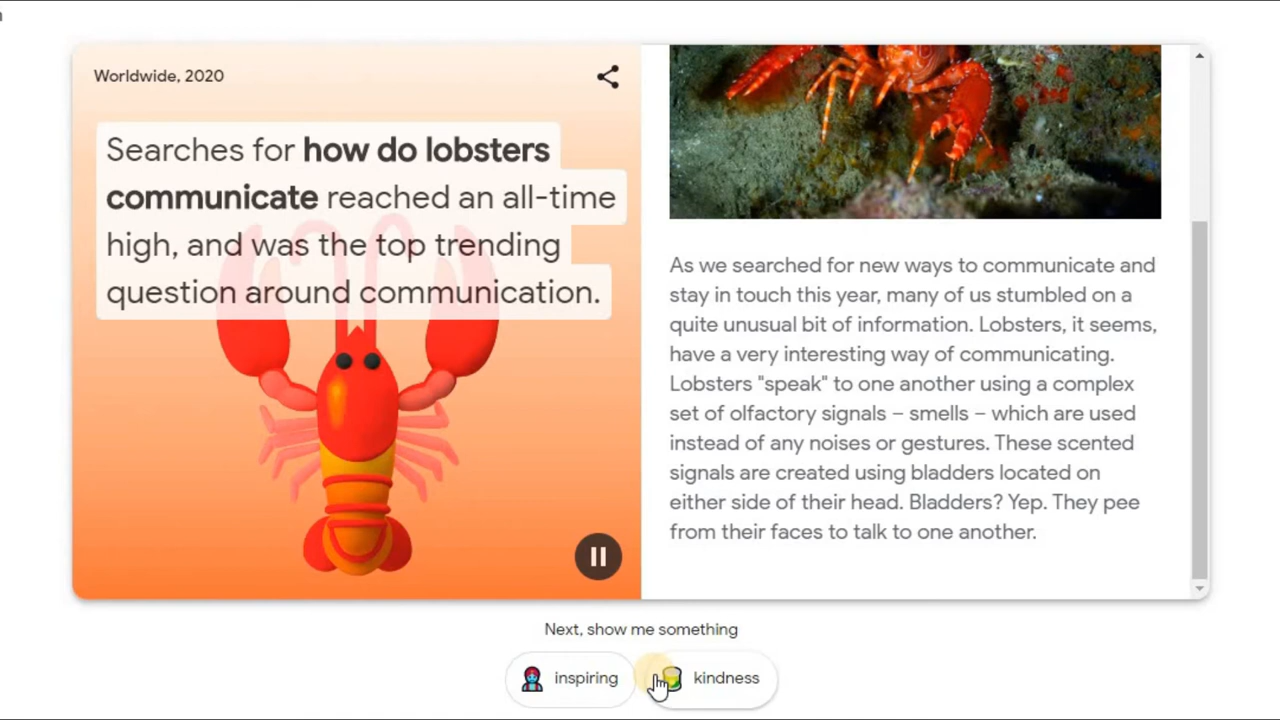 Worldwide, 2020
Searches for how do lobsters
communicate reached an all-time
high, and was the top trending
question around communication.
As we searched for new ways to communicate and
stay in touch this year, many of us stumbled on a
quite unusual bit of information. Lobsters, it seems,
have a very interesting way of communicating.
Lobsters "speak" to one another using a complex
set of olfactory signals – smells – which are used
instead of any noises or gestures. These scented
signals are created using bladders located on
either side of their head. Bladders? Yep. They pee
from their faces to talk to one another.
Next, show me something
inspiring
kindness